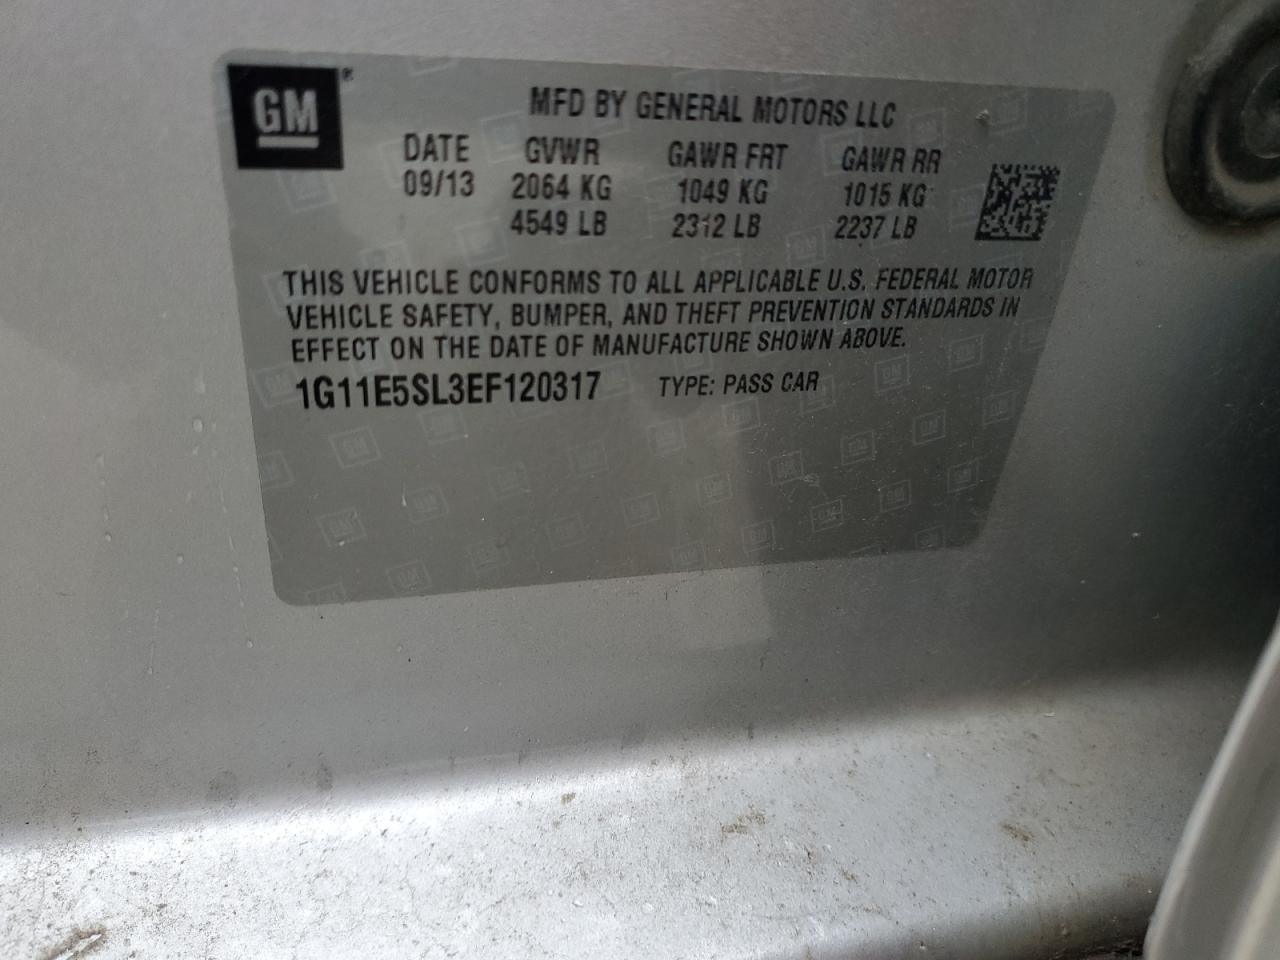 GM®
MFD BY GENERAL MOTORS LLC
DATE GVWR GAWR FRT GAWR RR
09/13 2064 KG 1049 KG 1015 KG
4549 LB 2312 LB 2237 LB
THIS VEHICLE CONFORMS TO ALL APPLICABLE U.S. FEDERAL MOTOR
VEHICLE SAFETY, BUMPER, AND THEFT PREVENTION STANDARDS IN
EFFECT ON THE DATE OF MANUFACTURE SHOWN ABOVE.
1G11E5SL3EF120317 TYPE: PASS CAR